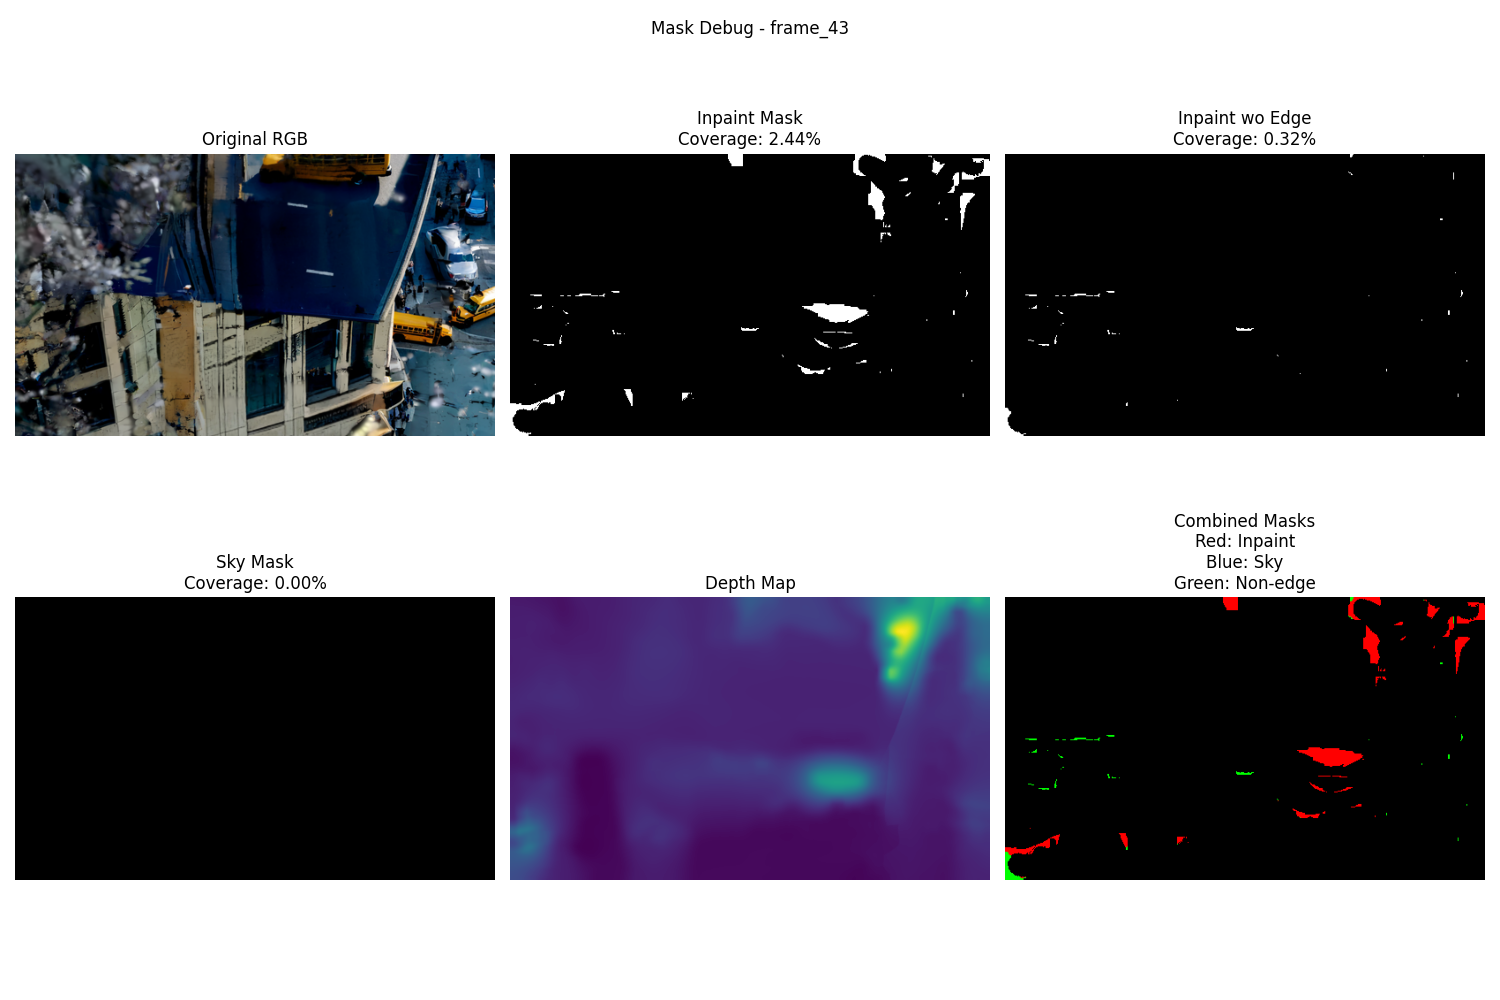 Mask Debug - frame_43
Original RGB
Inpaint Mask
Coverage: 2.44%
Inpaint wo Edge
Coverage: 0.32%
Sky Mask
Coverage: 0.00%
Depth Map
Combined Masks
Red: Inpaint
Blue: Sky
Green: Non-edge